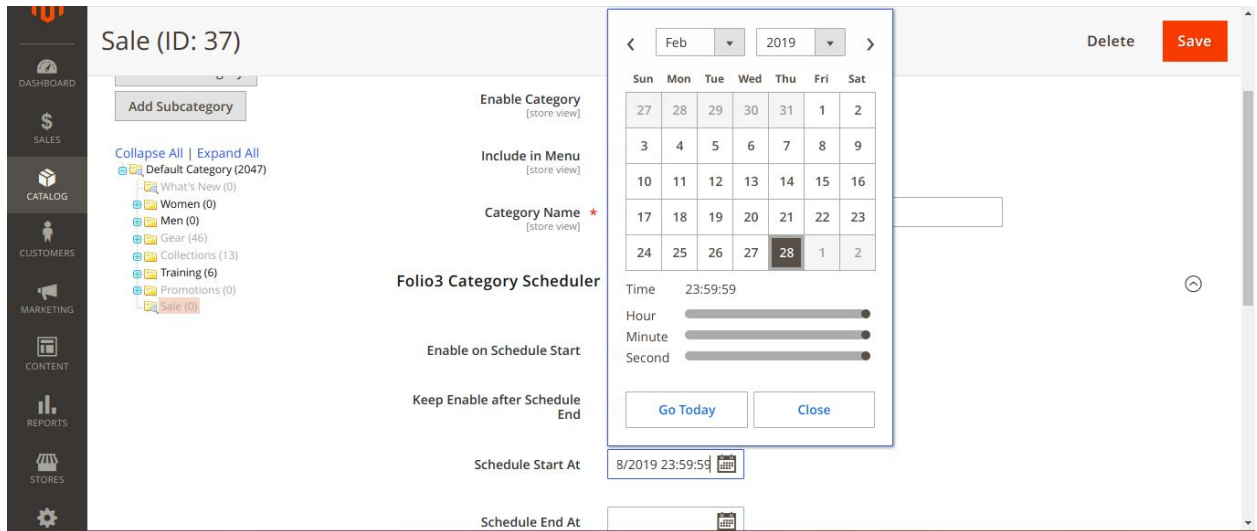 Sale (ID: 37)
Delete
Save
DASHBOARD
SALES
CATALOG
CUSTOMERS
MARKETING
CONTENT
REPORTS
STORES
Add Subcategory
Collapse All | Expand All
Default Category (2047)
What's New (0)
Women (0)
Men (0)
Gear (46)
Collections (13)
Training (6)
Promotions (0)
Sale (0)
Enable Category
[store view]
Include in Menu
[store view]
Category Name *
[store view]
Folio3 Category Scheduler
Enable on Schedule Start
Keep Enable after Schedule
End
Schedule Start At
8/2019 23:59:59
Schedule End At
Feb 2019
Sun Mon Tue Wed Thu Fri Sat
27 28 29 30 31 1 2
3 4 5 6 7 8 9
10 11 12 13 14 15 16
17 18 19 20 21 22 23
24 25 26 27 28 1 2
Time 23:59:59
Hour
Minute
Second
Go Today
Close